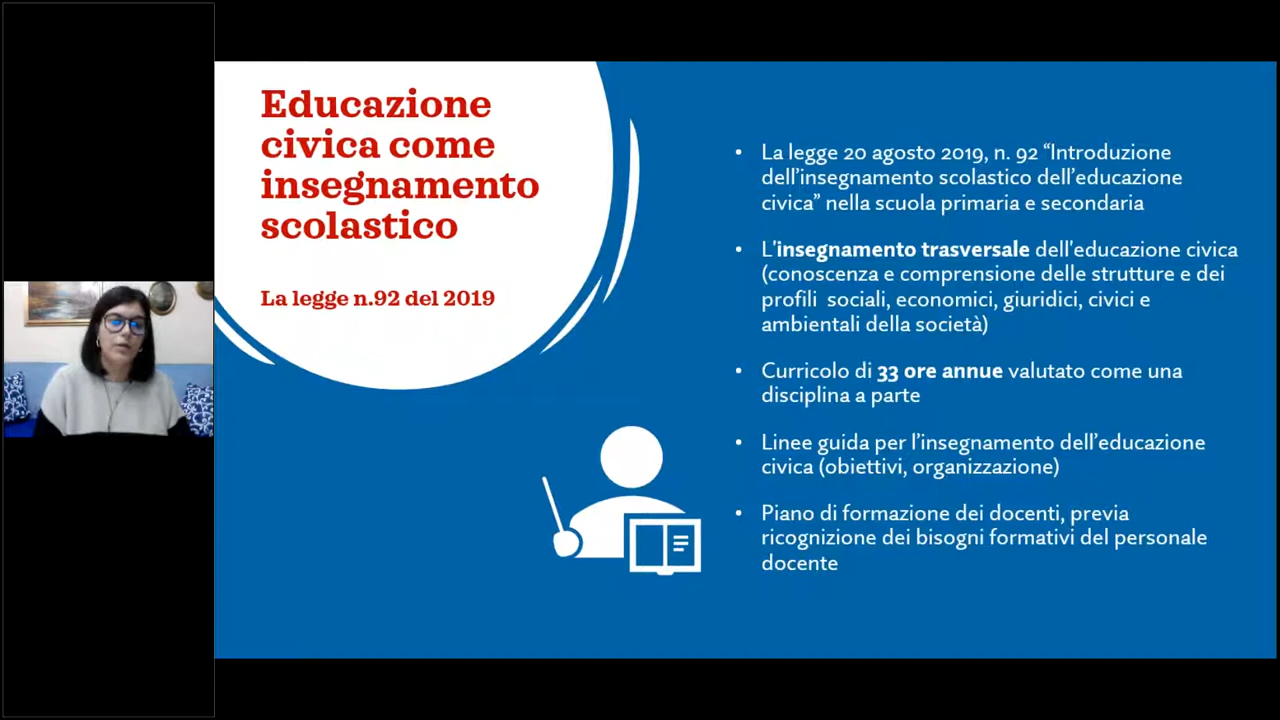 Educazione
civica come
insegnamento
scolastico
La legge n.92 del 2019
• La legge 20 agosto 2019, n. 92 “Introduzione
dell’insegnamento scolastico dell’educazione
civica” nella scuola primaria e secondaria
• L'insegnamento trasversale dell'educazione civica
(conoscenza e comprensione delle strutture e dei
profili sociali, economici, giuridici, civici e
ambientali della società)
• Curricolo di 33 ore annue valutato come una
disciplina a parte
• Linee guida per l’insegnamento dell’educazione
civica (obiettivi, organizzazione)
• Piano di formazione dei docenti, previa
ricognizione dei bisogni formativi del personale
docente